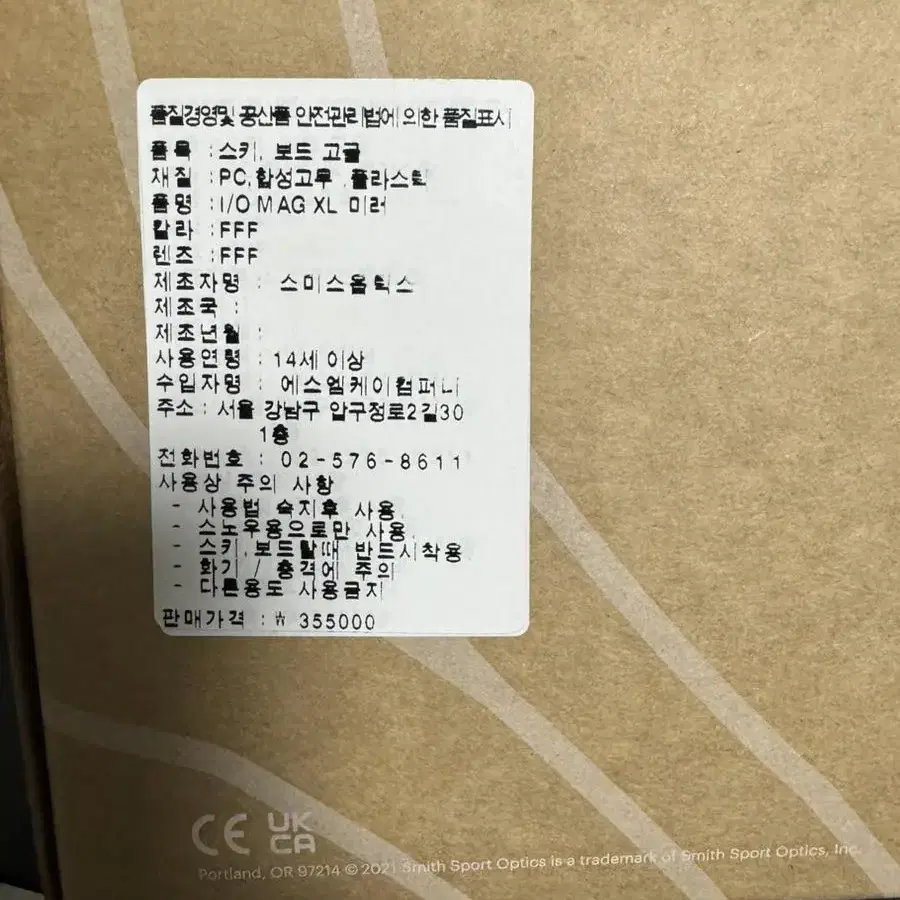 품질경영및 공산품 안전관리법에 의한 품질표시
품목 : 스키, 보드 고글
재질 : PC,합성고무 ,플라스틱
품명 : I/O MAG XL 미러
칼라 : FFF
렌즈 : FFF
제조자명 : 스미스옵틱스
제조국 :
제조년월 :
사용연령 : 14세 이상
수입자명 : 에스엠케이컴퍼니
주소 : 서울 강남구 압구정로2길30
1층
전화번호 : 02-576-8611
사용상 주의 사항
- 사용법 숙지후 사용,
- 스노우용으로만 사용,
- 스키,보드탈때 반드시착용
- 화기 / 충격에 주의
- 다른용도 사용금지
판매가격 : ₩ 355000
CE UK CA
Portland, OR 97214 © 2021 Smith Sport Optics is a trademark of Smith Sport Optics, Inc.